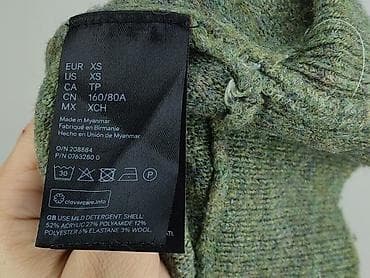 EUR XS
US XS
CA TP
CN 160/80A
MX XCH
Made in Myanmar
Fabriqué en Birmanie
Hecho en Unión de Myanmar
O/N 208884
P/N 0763280 0
30
P
clevercare.info
GB USE MILD DETERGENT. SHELL:
52% ACRYLIC 27% POLYAMIDE 12%
POLYESTER 6% ELASTANE 3% WOOL